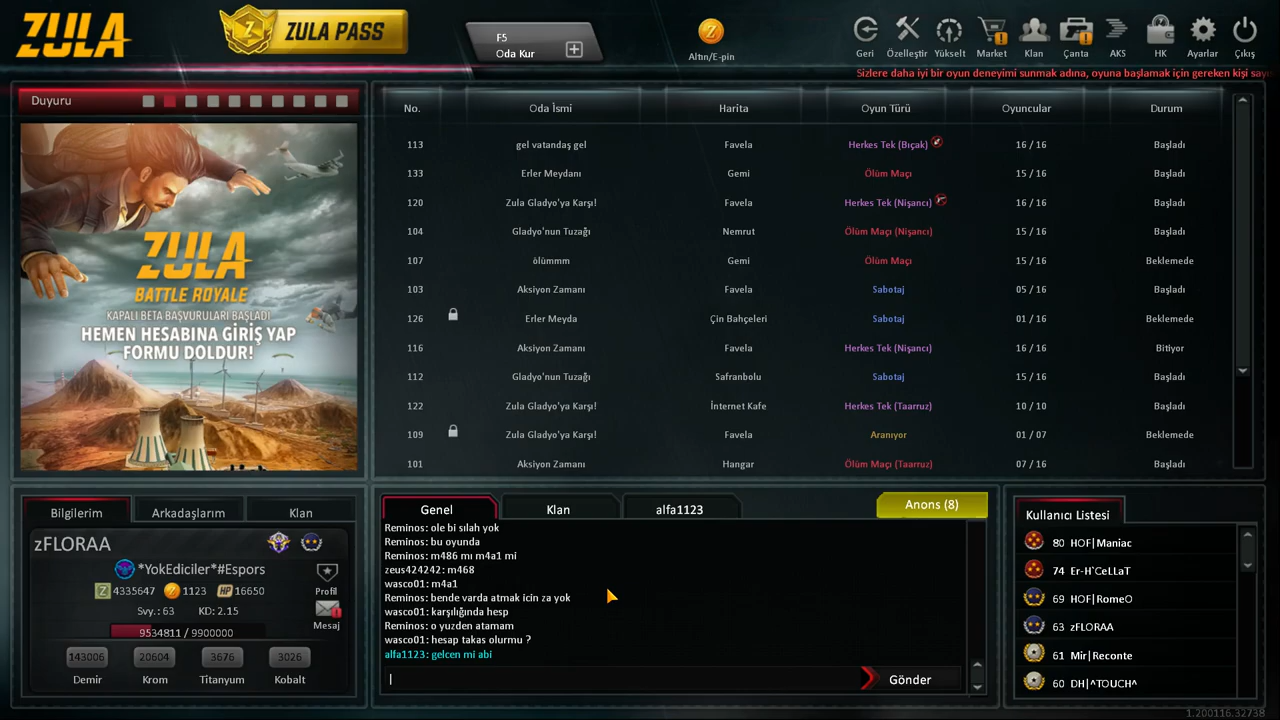 ZULA
ZULA PASS
F5
Oda Kur
Altın/E-pin
Geri
Özelleştir
Yükselt
Market
Klan
Çanta
AKS
HK
Ayarlar
Çıkış
Sizlere daha iyi bir oyun deneyimi sunmak adına, oyuna başlamak için gereken kişi say
Duyuru
ZULA
BATTLE ROYALE
KAPALI BETA BAŞVURULARI BAŞLADI
HEMEN HESABINA GİRİŞ YAP
FORMU DOLDUR!
No. Oda İsmi Harita Oyun Türü Oyuncular Durum
113 gel vatandaş gel Favela Herkes Tek (Bıçak) 16 / 16 Başladı
133 Erler Meydanı Gemi Ölüm Maçı 15 / 16 Başladı
120 Zula Gladyo'ya Karşı! Favela Herkes Tek (Nişancı) 16 / 16 Başladı
104 Gladyo'nun Tuzağı Nemrut Ölüm Maçı (Nişancı) 15 / 16 Başladı
107 ölümmm Gemi Ölüm Maçı 15 / 16 Beklemede
103 Aksiyon Zamanı Favela Sabotaj 05 / 16 Başladı
126 Erler Meyda Çin Bahçeleri Sabotaj 01 / 16 Beklemede
116 Aksiyon Zamanı Favela Herkes Tek (Nişancı) 16 / 16 Bitiyor
112 Gladyo'nun Tuzağı Safranbolu Sabotaj 15 / 16 Başladı
122 Zula Gladyo'ya Karşı! İnternet Kafe Herkes Tek (Taarruz) 10 / 10 Başladı
109 Zula Gladyo'ya Karşı! Favela Aranıyor 01 / 07 Beklemede
101 Aksiyon Zamanı Hangar Ölüm Maçı (Taarruz) 07 / 16 Başladı
Bilgilerim
Arkadaşlarım
Klan
zFLORAA
*YokEdiciler*#Espors
4335647 1123 HP 16650
Profil
Svy. : 63 KD: 2.15
Mesaj
9534811 / 9900000
143006 20604 3676 3026
Demir Krom Titanyum Kobalt
Genel
Klan
alfa1123
Anons (8)
Reminos: ole bi sılah yok
Reminos: bu oyunda
Reminos: m486 mı m4a1 mi
zeus424242: m468
wasco01: m4a1
Reminos: bende varda atmak icin za yok
wasco01: karşılığında hesp
Reminos: o yuzden atamam
wasco01: hesap takas olurmu ?
alfa1123: gelcen mi abi
Gönder
Kullanıcı Listesi
80 HOF|Maniac
74 Er-H`CeLLaT
69 HOF|RomeO
63 zFLORAA
61 Mir|Reconte
60 DH|^TOUCH^
1.200116.32738